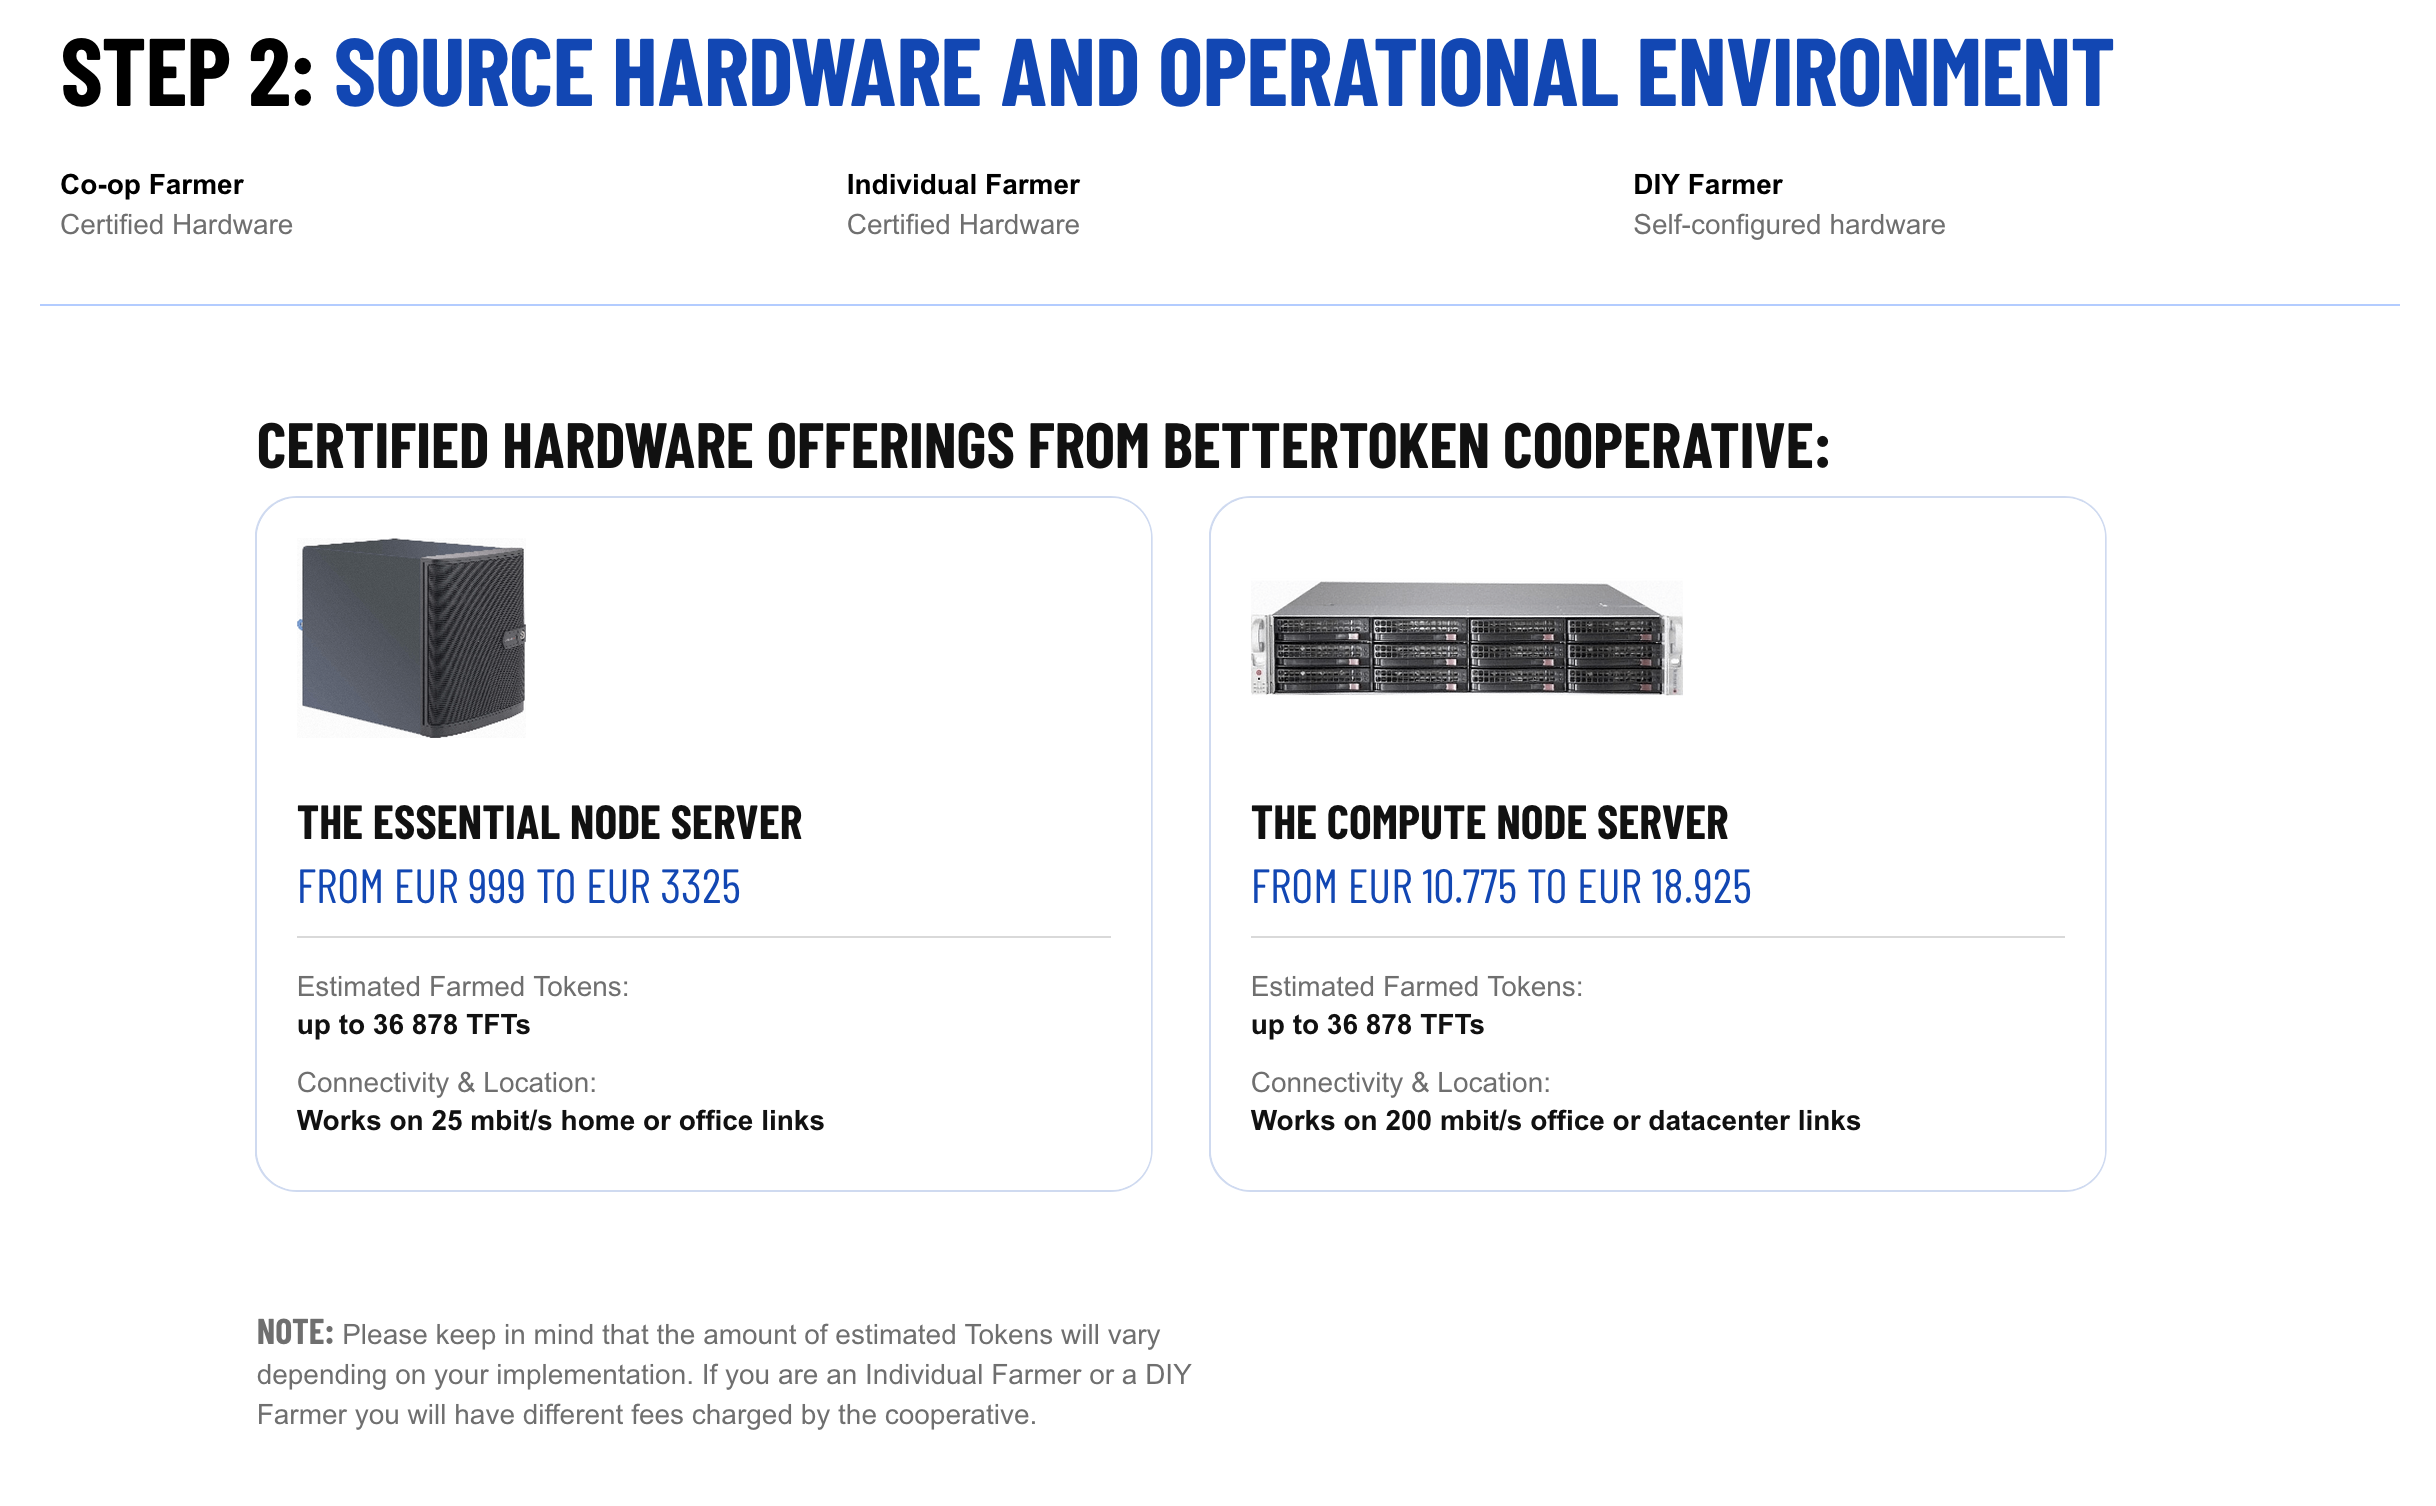 STEP 2: SOURCE HARDWARE AND OPERATIONAL ENVIRONMENT
Co-op Farmer
Certified Hardware
Individual Farmer
Certified Hardware
DIY Farmer
Self-configured hardware
CERTIFIED HARDWARE OFFERINGS FROM BETTERTOKEN COOPERATIVE:
THE ESSENTIAL NODE SERVER
FROM EUR 999 TO EUR 3325
Estimated Farmed Tokens:
up to 36 878 TFTs
Connectivity & Location:
Works on 25 mbit/s home or office links
THE COMPUTE NODE SERVER
FROM EUR 10.775 TO EUR 18.925
Estimated Farmed Tokens:
up to 36 878 TFTs
Connectivity & Location:
Works on 200 mbit/s office or datacenter links
NOTE: Please keep in mind that the amount of estimated Tokens will vary
depending on your implementation. If you are an Individual Farmer or a DIY
Farmer you will have different fees charged by the cooperative.